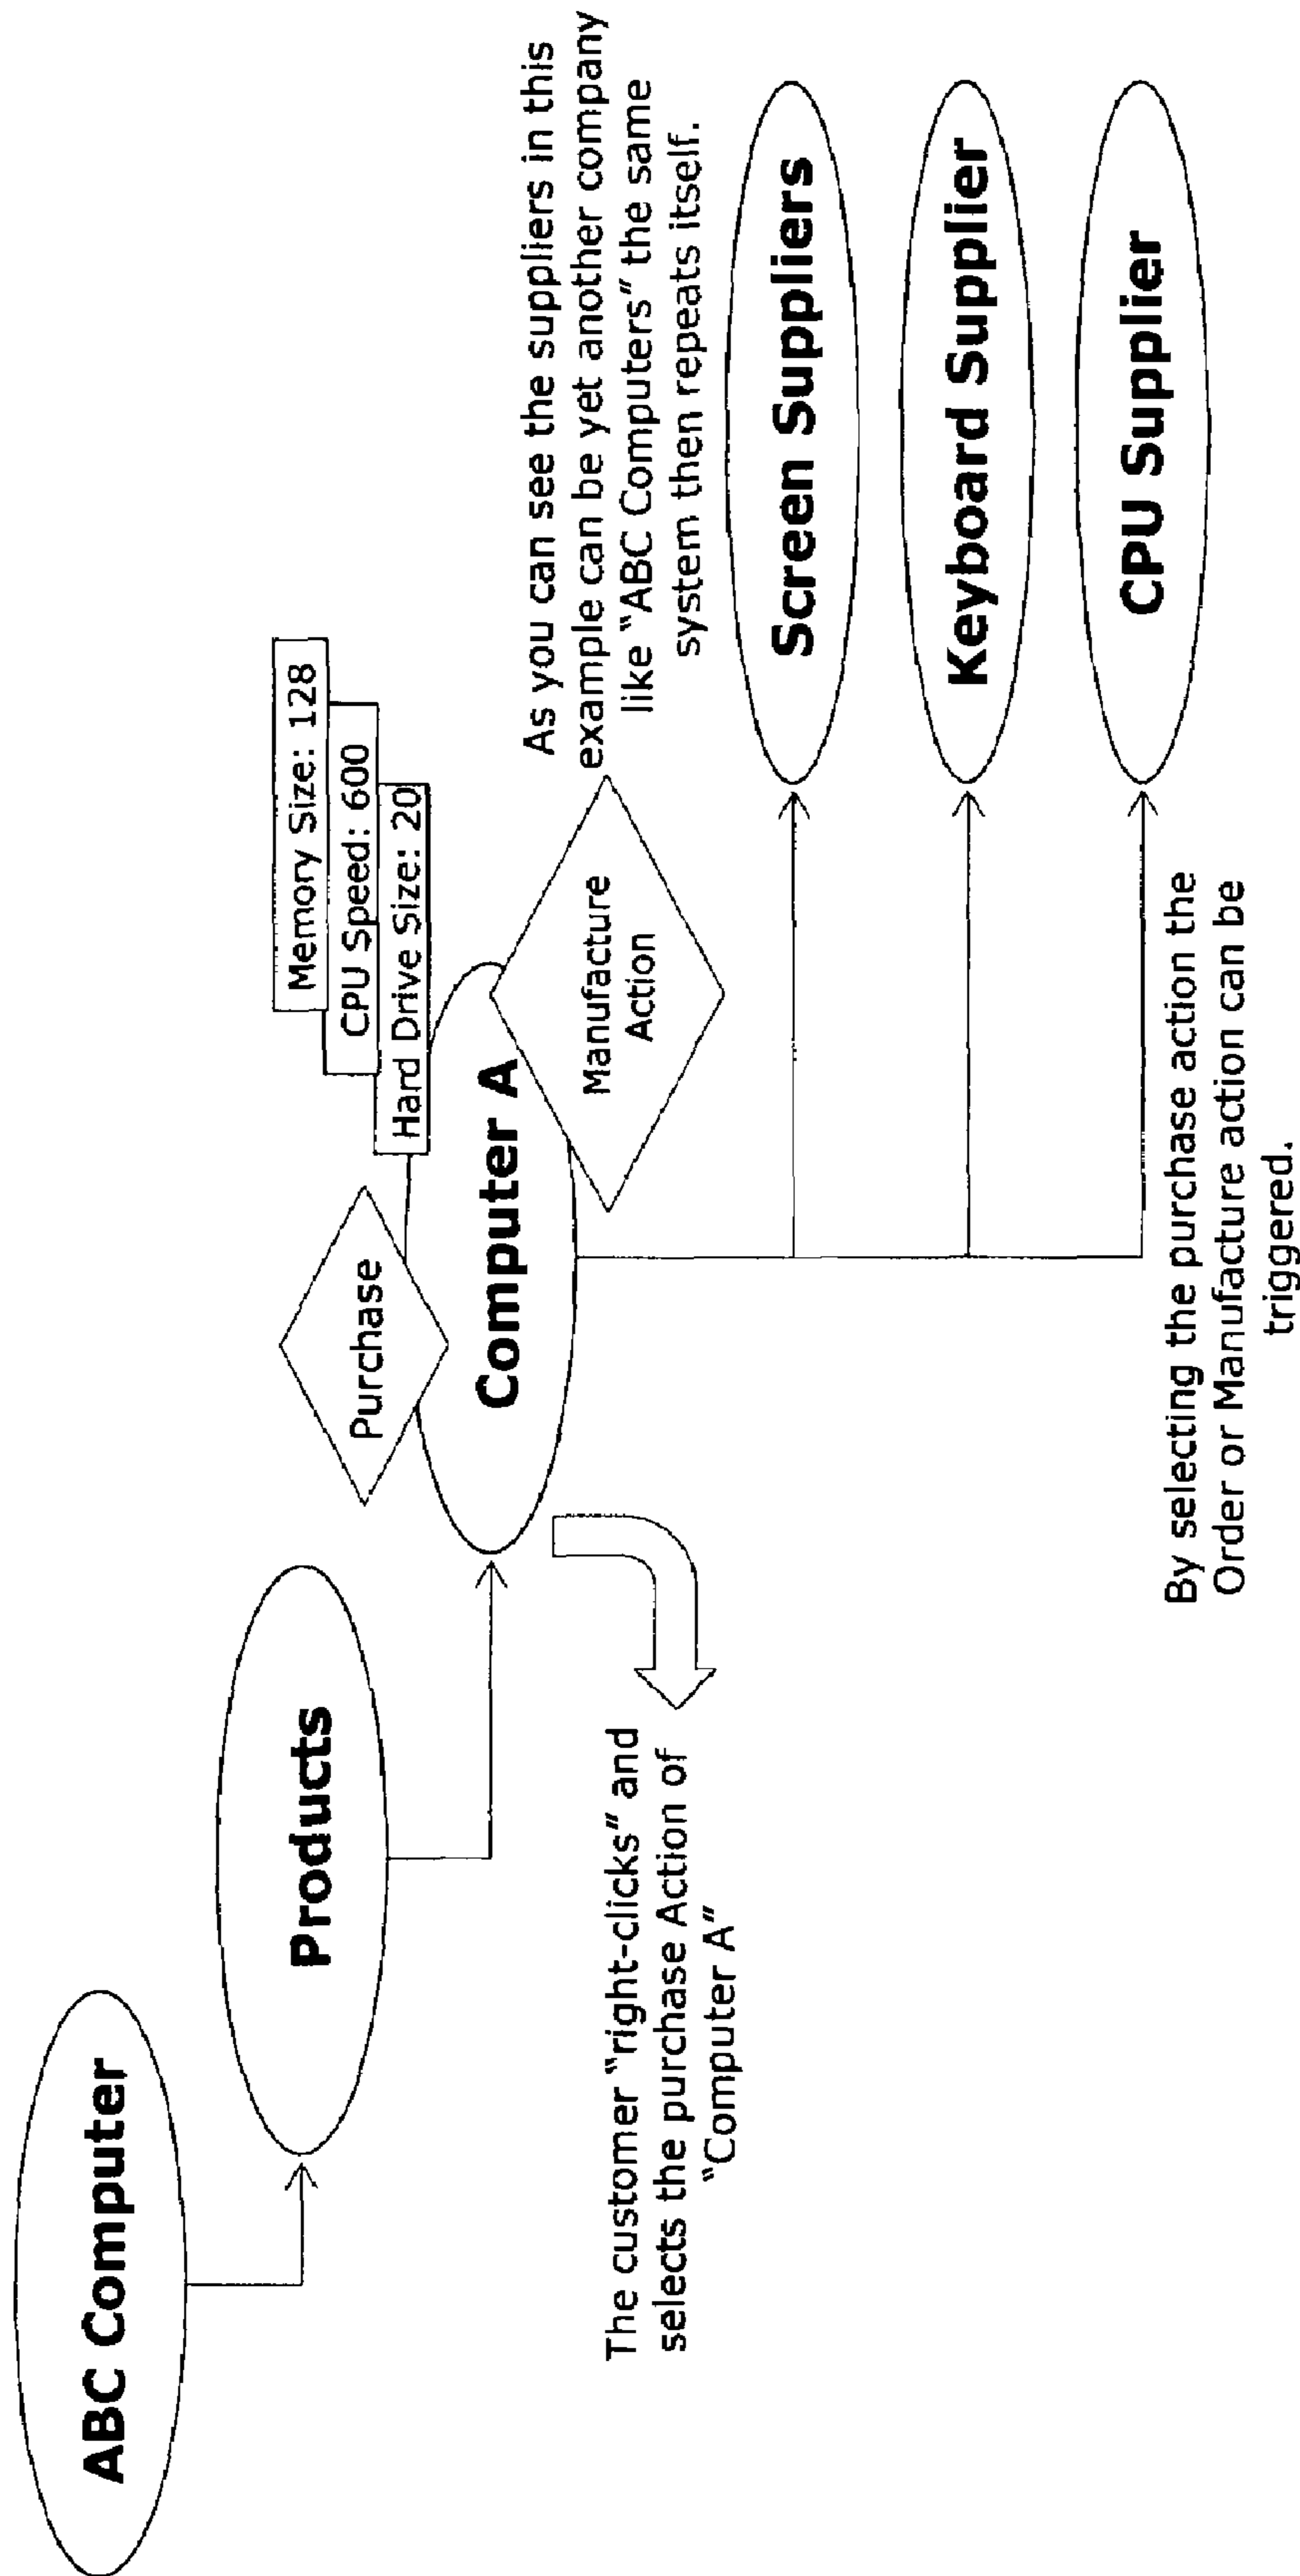 ABC Computer
Products
Purchase
Memory Size: 128
CPU Speed: 600
Hard Drive Size: 20
Computer A
Manufacture
Action
The customer “right-clicks” and
selects the purchase Action of
“Computer A”
As you can see the suppliers in this
example can be yet another company
like “ABC Computers” the same
system then repeats itself.
Screen Suppliers
Keyboard Supplier
CPU Supplier
By selecting the purchase action the
Order or Manufacture action can be
triggered.